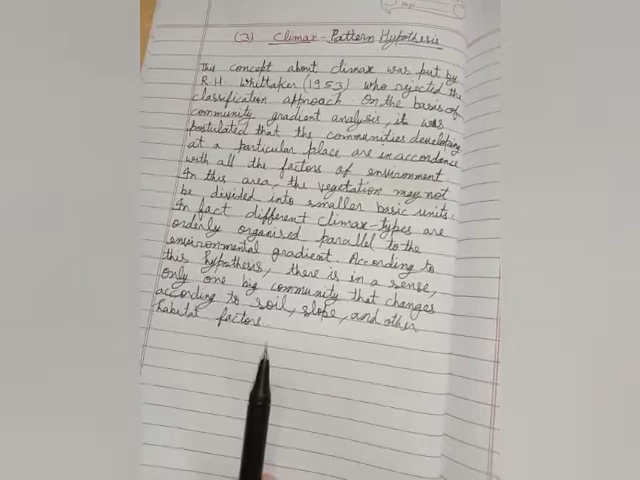 (3) Climax-Pattern Hypothesis
This concept about climax was put by
R.H. Whittaker (1953) who rejected the
classification approach On the basis of
community gradient analysis, it was
postulated that the communities developing
at a particular place are in accordence
with all the factors of environment
In this area, the vegetation may not
be divided into smaller basic units.
In fact different climax-types are
orderly organised parallel to the
environmental gradient. According to
this hypothesis, there is in a sense,
only one big community that changes
according to soil, slope, and other
habitat factors.